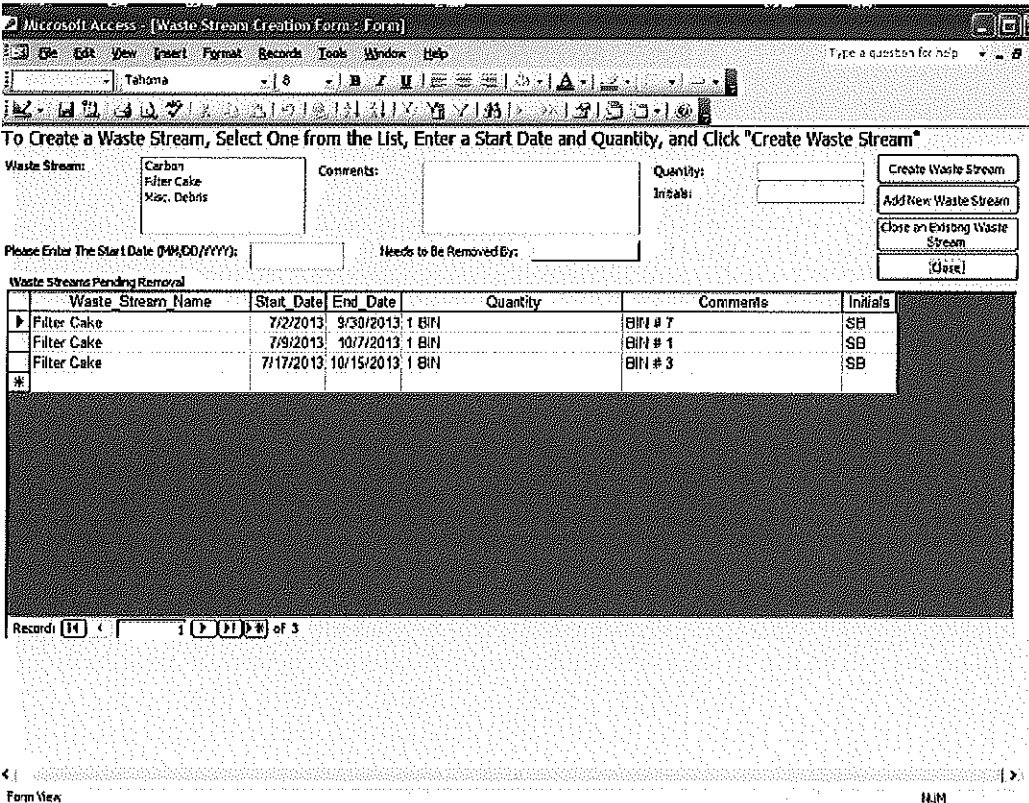 Microsoft Access - [Waste Stream Creation Form : Form]
File Edit View Insert Format Records Tools Window Help Type a question for help
Tahoma 8 B I U
To Create a Waste Stream, Select One from the List, Enter a Start Date and Quantity, and Click "Create Waste Stream"
Waste Stream: Carbon Comments: Quantity: Create Waste Stream
Filter Cake
Misc. Debris Initials: Add New Waste Stream
Close an Existing Waste Stream
Please Enter The Start Date (MM/DD/YYYY): Needs to Be Removed By: Close
Waste Streams Pending Removal
Waste_Stream_Name Start_Date End_Date Quantity Comments Initials
Filter Cake 7/2/2013 9/30/2013 1 BIN BIN # 7 SB
Filter Cake 7/9/2013 10/7/2013 1 BIN BIN # 1 SB
Filter Cake 7/17/2013 10/15/2013 1 BIN BIN # 3 SB
Record: 1 of 3
Form View NUM